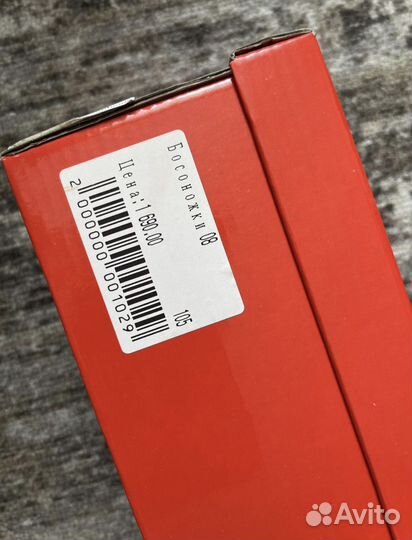 Босоножки 08
Цена: 1 690.00
2 000000 001029
105
Avito